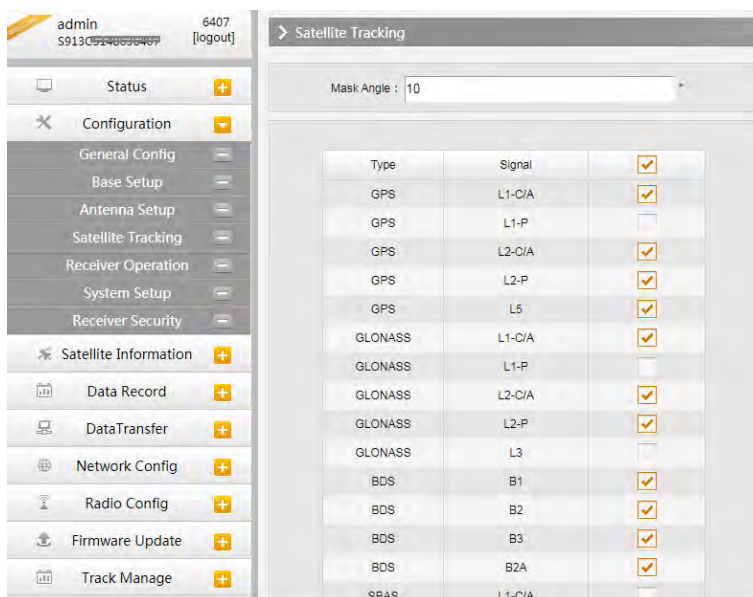 admin 6407
[logout]
Status
Configuration
General Config
Base Setup
Antenna Setup
Satellite Tracking
Receiver Operation
System Setup
Receiver Security
Satellite Information
Data Record
DataTransfer
Network Config
Radio Config
Firmware Update
Track Manage
Satellite Tracking
Mask Angle : 10 *
Type Signal
GPS L1-C/A
GPS L1-P
GPS L2-C/A
GPS L2-P
GPS L5
GLONASS L1-C/A
GLONASS L1-P
GLONASS L2-C/A
GLONASS L2-P
GLONASS L3
BDS B1
BDS B2
BDS B3
BDS B2A
SBAS L1-C/A